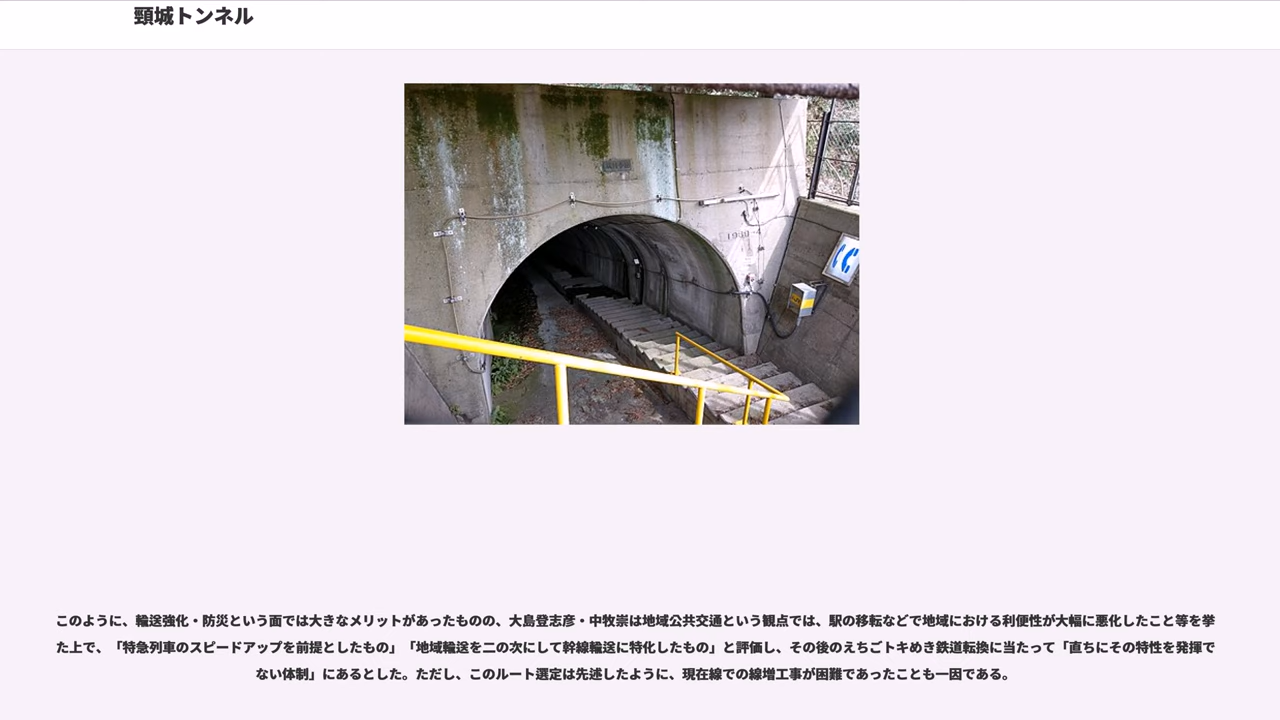 頸城トンネル
1980-4
このように、輸送強化・防災という面では大きなメリットがあったものの、大島登志彦・中牧崇は地域公共交通という観点では、駅の移転などで地域における利便性が大幅に悪化したこと等を挙
た上で、「特急列車のスピードアップを前提としたもの」「地域輸送を二の次にして幹線輸送に特化したもの」と評価し、その後のえちごトキめき鉄道転換に当たって「直ちにその特性を発揮で
ない体制」にあるとした。ただし、このルート選定は先述したように、現在線での線増工事が困難であったことも一因である。